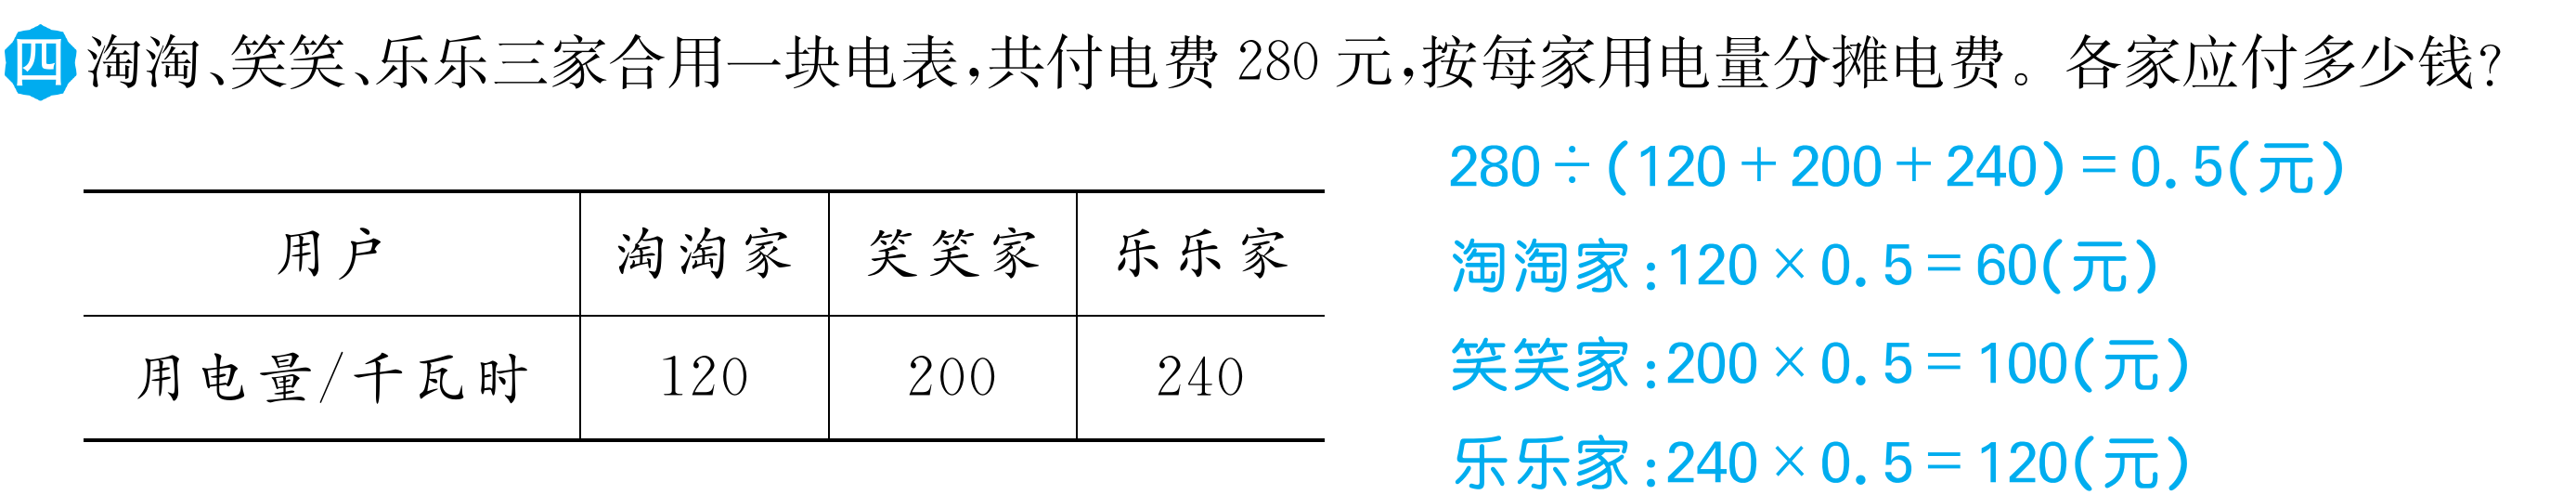 四 淘淘、笑笑、乐乐三家合用一块电表,共付电费 280 元,按每家用电量分摊电费。各家应付多少钱?
用户 淘淘家 笑笑家 乐乐家
用电量/千瓦时 120 200 240
280÷(120+200+240)=0.5(元)
淘淘家:120×0.5=60(元)
笑笑家:200×0.5=100(元)
乐乐家:240×0.5=120(元)